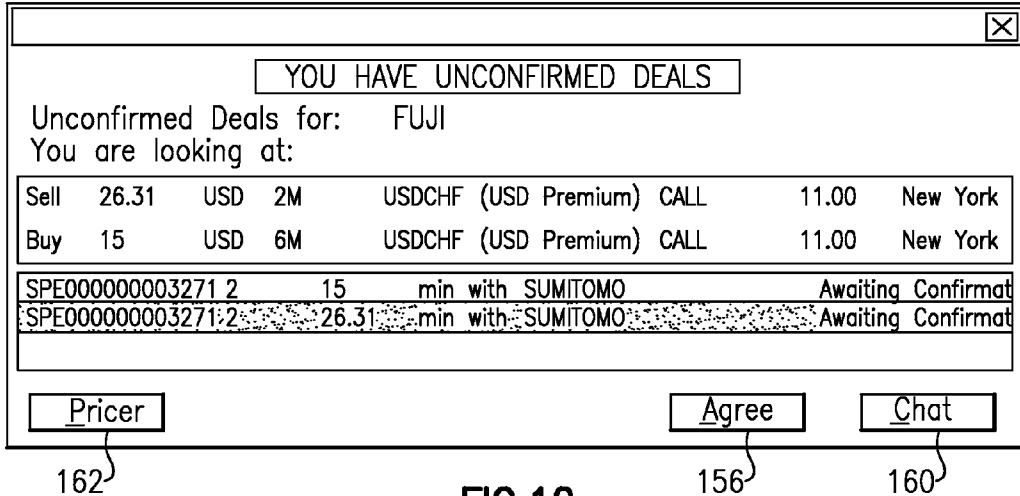 YOU HAVE UNCONFIRMED DEALS
Unconfirmed Deals for: FUJI
You are looking at:
Sell 26.31 USD 2M USDCHF (USD Premium) CALL 11.00 New York
Buy 15 USD 6M USDCHF (USD Premium) CALL 11.00 New York
SPE000000003271 2 15 min with SUMITOMO Awaiting Confirmat
SPE000000003271 2 26.31 min with SUMITOMO Awaiting Confirmat
Pricer Agree Chat
162 156 160